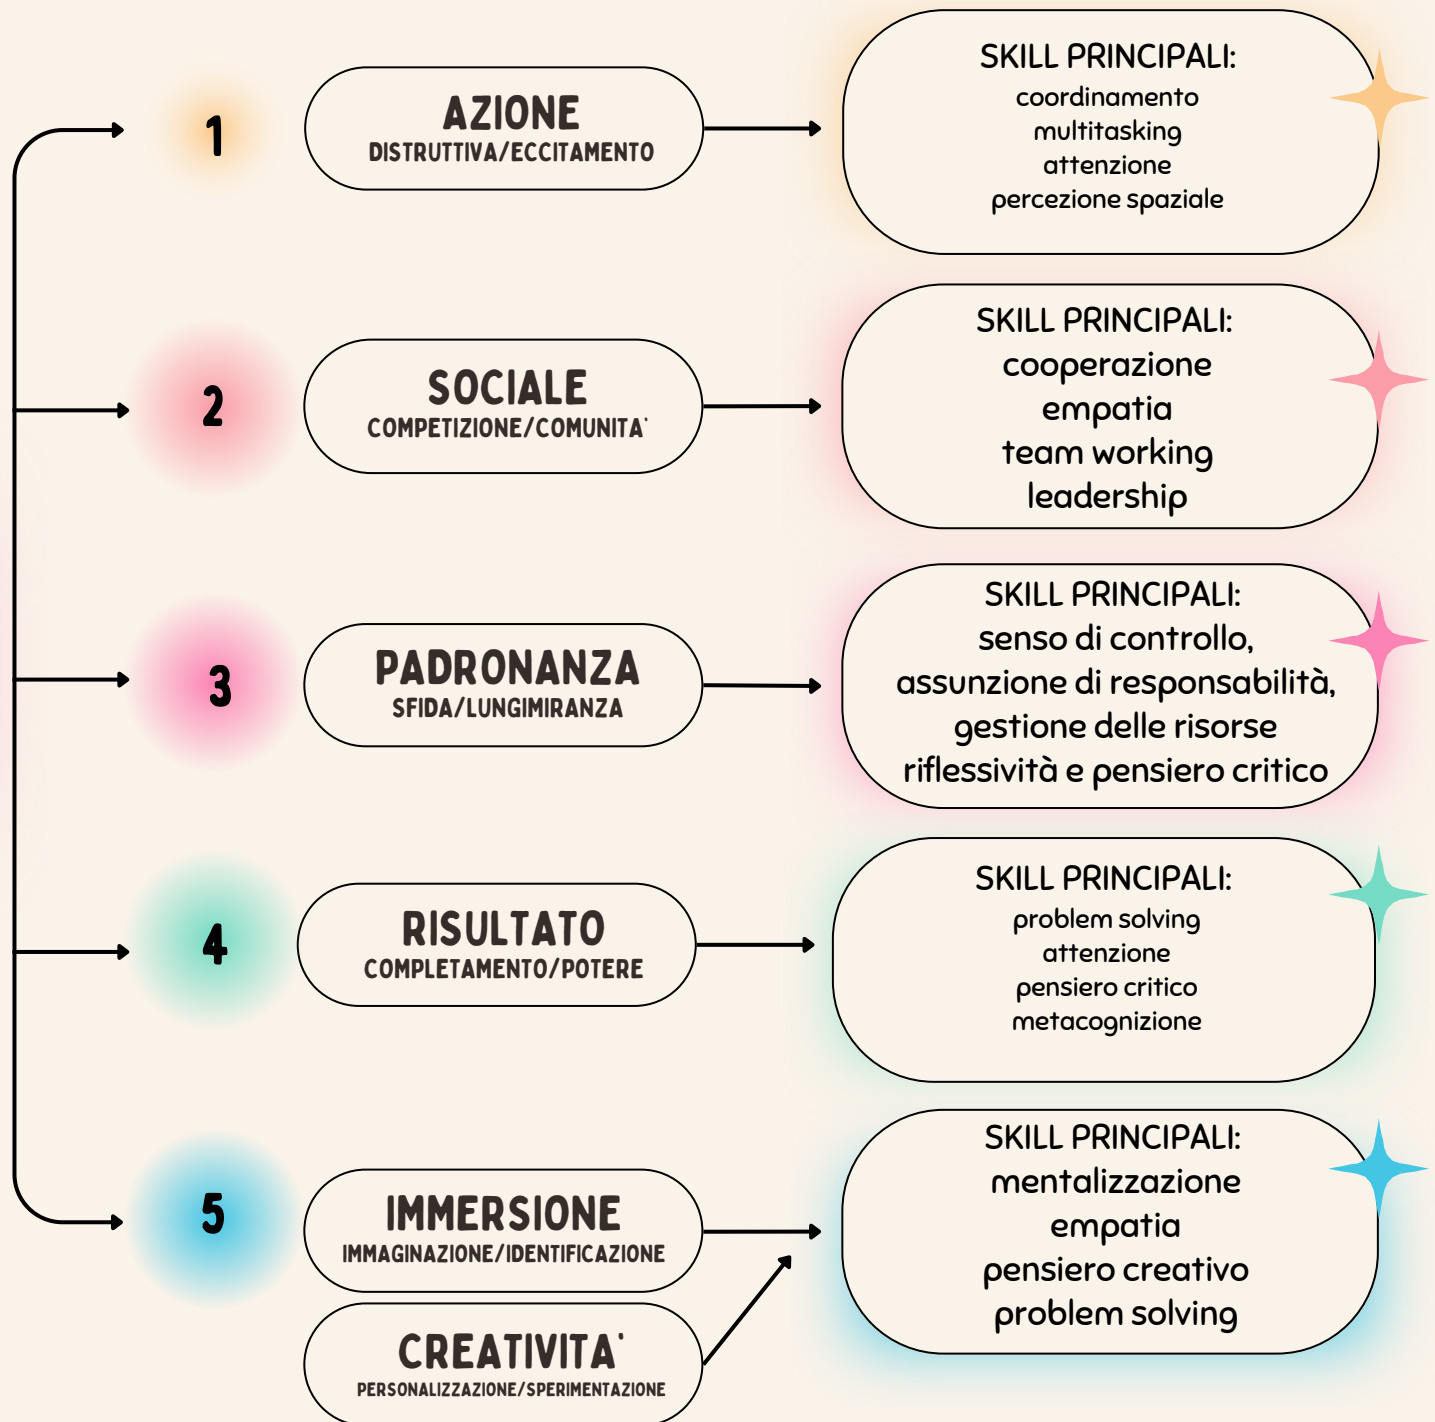 1
AZIONE
DISTRUTTIVA/ECCITAMENTO
SKILL PRINCIPALI:
coordinamento
multitasking
attenzione
percezione spaziale
2
SOCIALE
COMPETIZIONE/COMUNITA'
SKILL PRINCIPALI:
cooperazione
empatia
team working
leadership
3
PADRONANZA
SFIDA/LUNGIMIRANZA
SKILL PRINCIPALI:
senso di controllo,
assunzione di responsabilità,
gestione delle risorse
riflessività e pensiero critico
4
RISULTATO
COMPLETAMENTO/POTERE
SKILL PRINCIPALI:
problem solving
attenzione
pensiero critico
metacognizione
5
IMMERSIONE
IMMAGINAZIONE/IDENTIFICAZIONE
CREATIVITA'
PERSONALIZZAZIONE/SPERIMENTAZIONE
SKILL PRINCIPALI:
mentalizzazione
empatia
pensiero creativo
problem solving